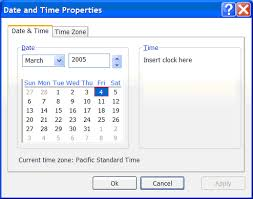 Date and Time Properties
Date & Time
Time Zone
Date
Time
March
2005
Insert clock here
Sun Mon Tue Wed Thu Fri Sat
27 28 1 2 3 4 5
6 7 8 9 10 11 12
13 14 15 16 17 18 19
20 21 22 23 24 25 26
27 28 29 30 31 1 2
3 4 5 6 7 8 9
Current time zone: Pacific Standard Time
Ok
Cancel
Apply